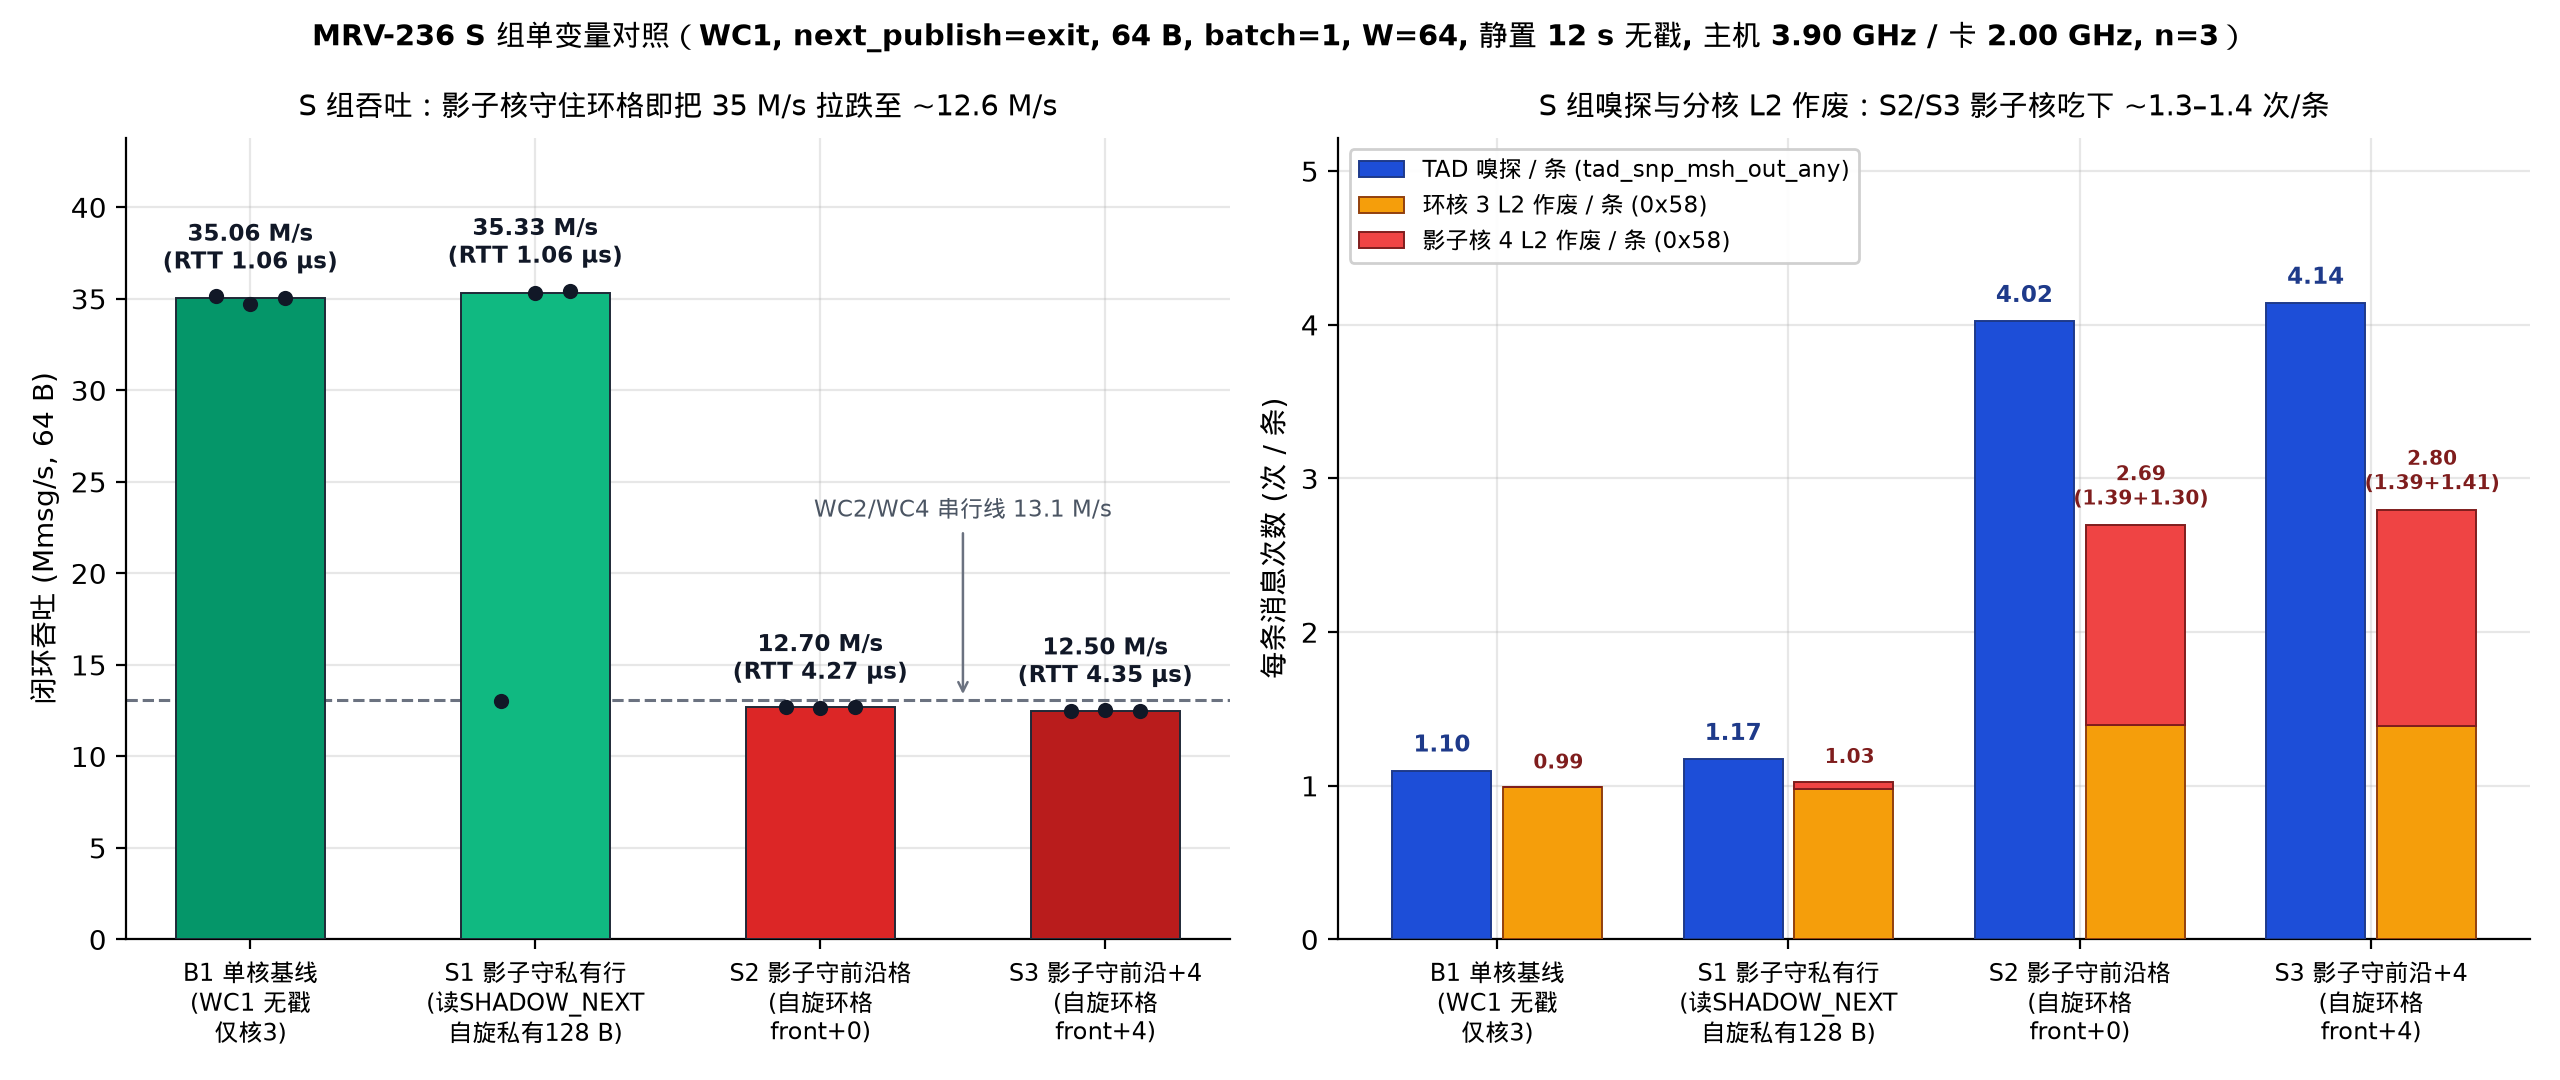 MRV-236 S 组单变量对照（WC1, next_publish=exit, 64 B, batch=1, W=64, 静置 12 s 无戳, 主机 3.90 GHz / 卡 2.00 GHz, n=3）
S 组吞吐：影子核守住环格即把 35 M/s 拉跌至 ~12.6 M/s
闭环吞吐 (Mmsg/s, 64 B)
40
35
30
25
20
15
10
5
0
35.06 M/s
(RTT 1.06 µs)
35.33 M/s
(RTT 1.06 µs)
WC2/WC4 串行线 13.1 M/s
12.70 M/s
(RTT 4.27 µs)
12.50 M/s
(RTT 4.35 µs)
B1 单核基线
(WC1 无戳
仅核3)
S1 影子守私有行
(读SHADOW_NEXT
自旋私有128 B)
S2 影子守前沿格
(自旋环格
front+0)
S3 影子守前沿+4
(自旋环格
front+4)
S 组嗅探与分核 L2 作废：S2/S3 影子核吃下 ~1.3–1.4 次/条
每条消息次数 (次 / 条)
5
4
3
2
1
0
TAD 嗅探 / 条 (tad_snp_msh_out_any)
环核 3 L2 作废 / 条 (0x58)
影子核 4 L2 作废 / 条 (0x58)
1.10
0.99
1.17
1.03
4.02
2.69
(1.39+1.30)
4.14
2.80
(1.39+1.41)
B1 单核基线
(WC1 无戳
仅核3)
S1 影子守私有行
(读SHADOW_NEXT
自旋私有128 B)
S2 影子守前沿格
(自旋环格
front+0)
S3 影子守前沿+4
(自旋环格
front+4)